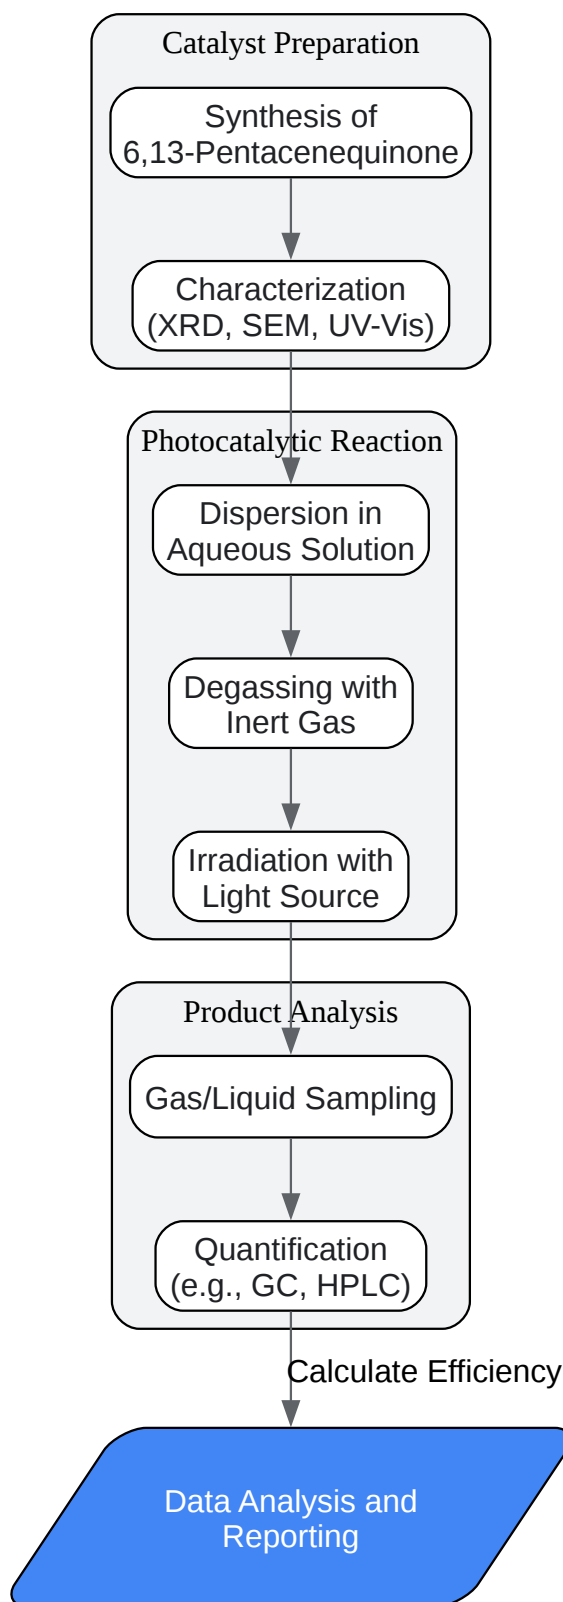 Catalyst Preparation
Synthesis of
6,13-Pentacenequinone
Characterization
(XRD, SEM, UV-Vis)
Photocatalytic Reaction
Dispersion in
Aqueous Solution
Degassing with
Inert Gas
Irradiation with
Light Source
Product Analysis
Gas/Liquid Sampling
Quantification
(e.g., GC, HPLC)
Calculate Efficiency
Data Analysis and
Reporting